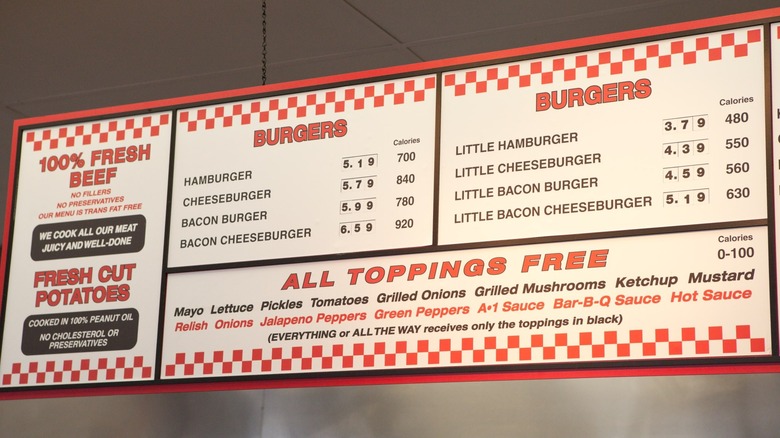 100% FRESH
BEEF
NO FILLERS
NO PRESERVATIVES
OUR MENU IS TRANS FAT FREE
WE COOK ALL OUR MEAT
JUICY AND WELL-DONE
FRESH CUT
POTATOES
COOKED IN 100% PEANUT OIL
NO CHOLESTEROL OR
PRESERVATIVES
BURGERS
Calories
HAMBURGER 5.19 700
CHEESEBURGER 5.79 840
BACON BURGER 5.99 780
BACON CHEESEBURGER 6.59 920
BURGERS
Calories
LITTLE HAMBURGER 3.79 480
LITTLE CHEESEBURGER 4.39 550
LITTLE BACON BURGER 4.59 560
LITTLE BACON CHEESEBURGER 5.19 630
ALL TOPPINGS FREE
Calories
0-100
Mayo Lettuce Pickles Tomatoes Grilled Onions Grilled Mushrooms Ketchup Mustard
Relish Onions Jalapeno Peppers Green Peppers A•1 Sauce Bar-B-Q Sauce Hot Sauce
(EVERYTHING or ALL THE WAY receives only the toppings in black)